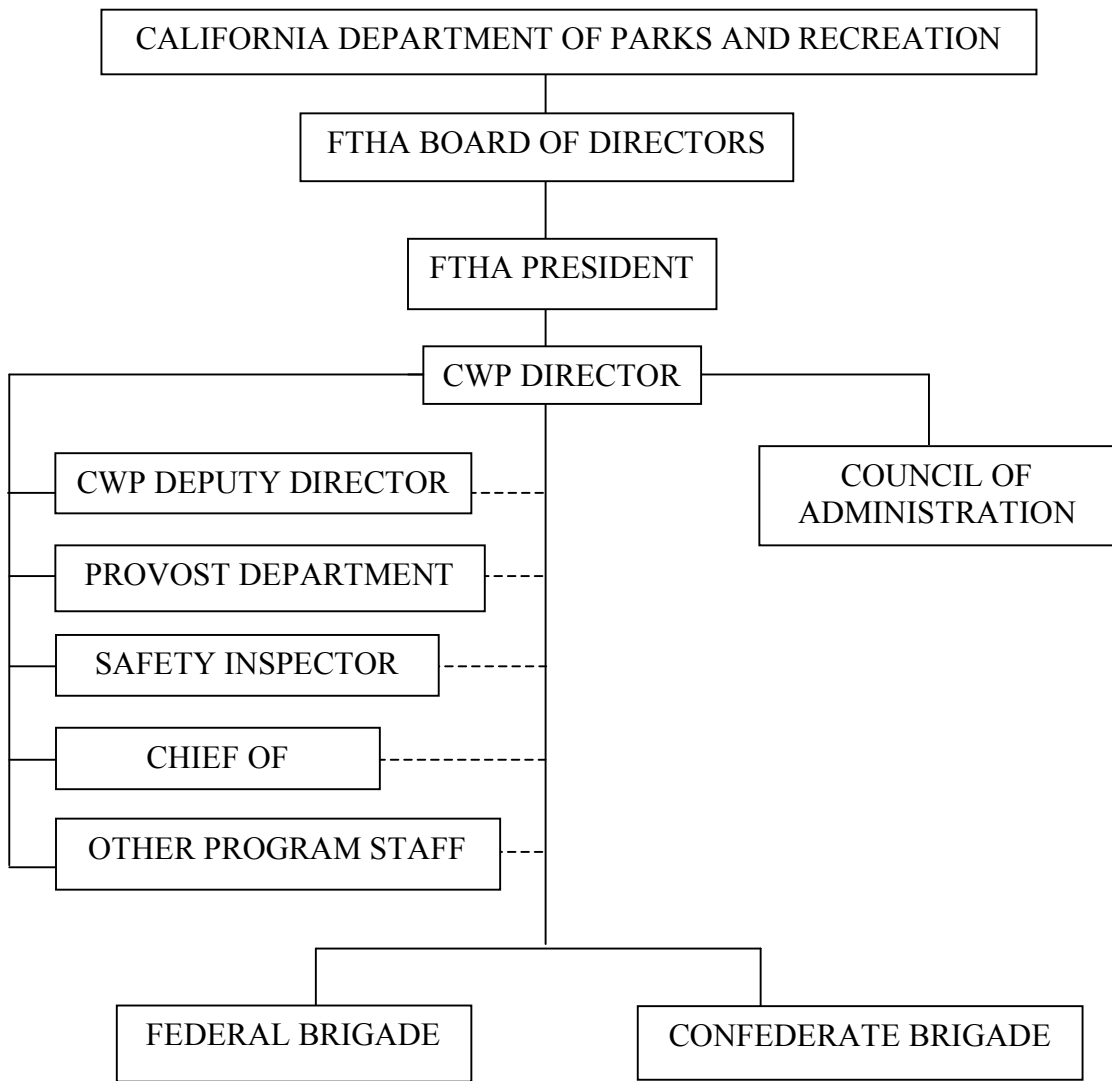 CALIFORNIA DEPARTMENT OF PARKS AND RECREATION
FTHA BOARD OF DIRECTORS
FTHA PRESIDENT
CWP DIRECTOR
CWP DEPUTY DIRECTOR
COUNCIL OF
ADMINISTRATION
PROVOST DEPARTMENT
SAFETY INSPECTOR
CHIEF OF
OTHER PROGRAM STAFF
FEDERAL BRIGADE
CONFEDERATE BRIGADE